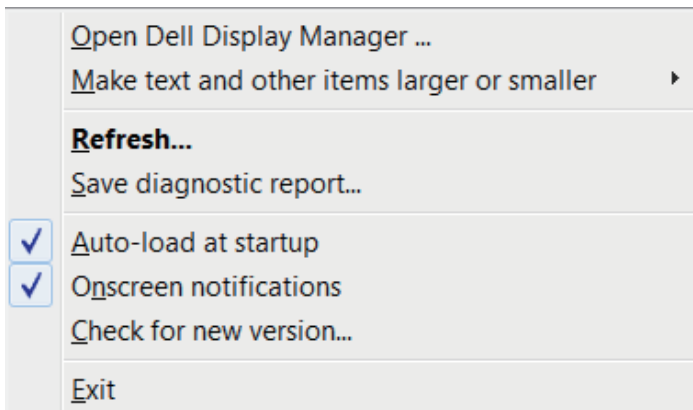 Open Dell Display Manager ...
Make text and other items larger or smaller
Refresh...
Save diagnostic report...
Auto-load at startup
Onscreen notifications
Check for new version...
Exit